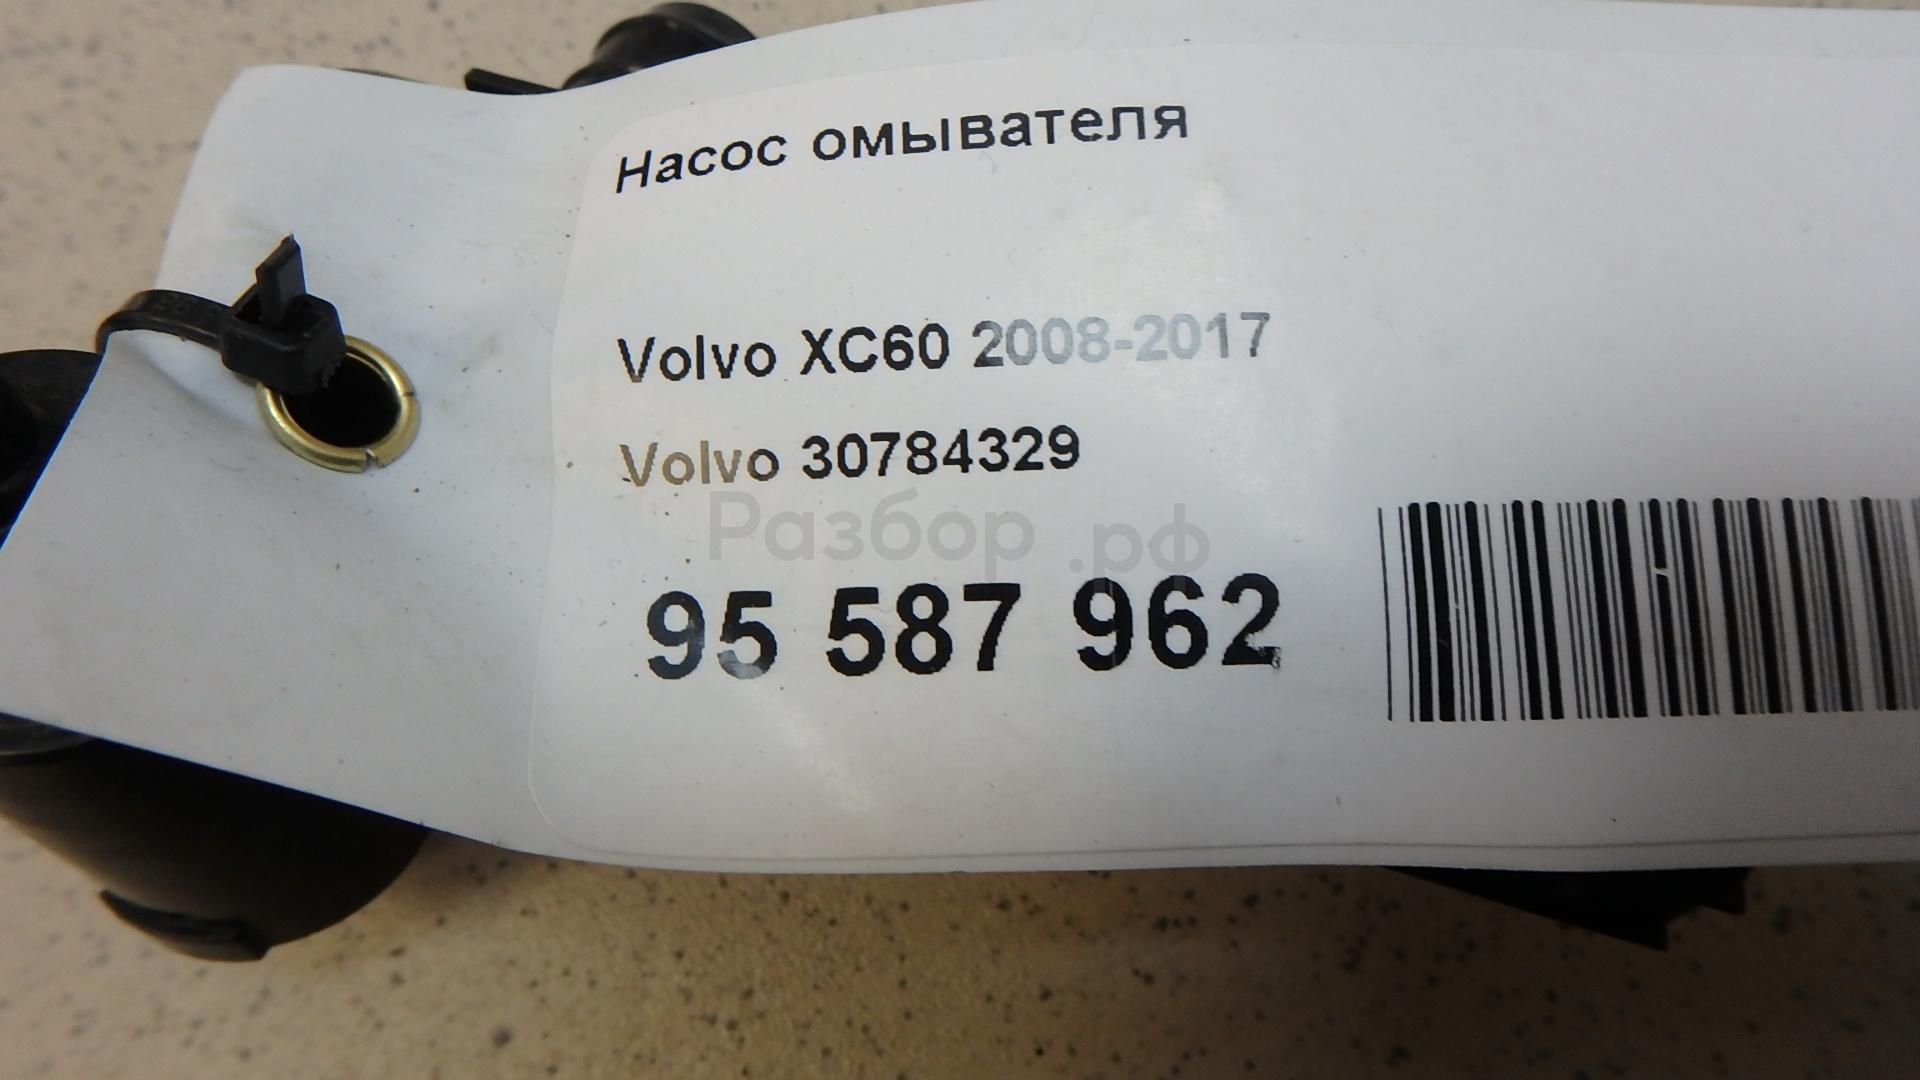 Насос омывателя
Volvo XC60 2008-2017
Volvo 30784329
Разбор.рф
95 587 962